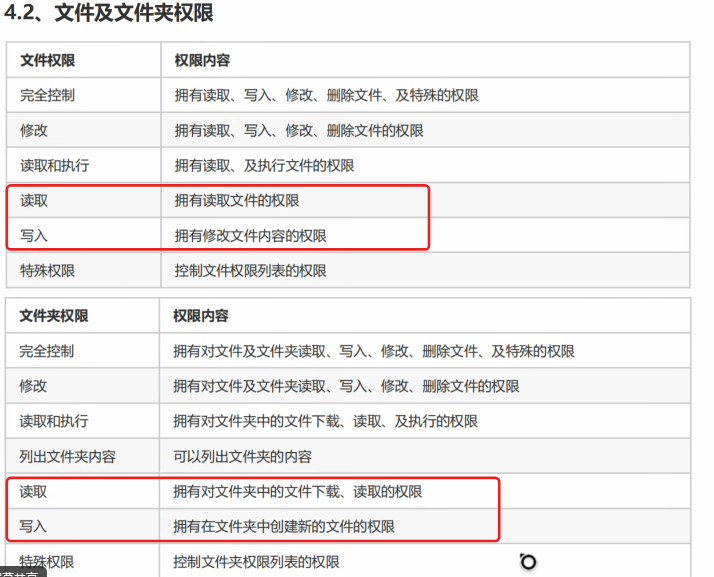 4.2、文件及文件夹权限
文件权限 权限内容
完全控制 拥有读取、写入、修改、删除文件、及特殊的权限
修改 拥有读取、写入、修改、删除文件的权限
读取和执行 拥有读取、及执行文件的权限
读取 拥有读取文件的权限
写入 拥有修改文件内容的权限
特殊权限 控制文件权限列表的权限
文件夹权限 权限内容
完全控制 拥有对文件及文件夹读取、写入、修改、删除文件、及特殊的权限
修改 拥有对文件及文件夹读取、写入、修改、删除文件的权限
读取和执行 拥有对文件夹中的文件下载、读取、及执行的权限
列出文件夹内容 可以列出文件夹的内容
读取 拥有对文件夹中的文件下载、读取的权限
写入 拥有在文件夹中创建新的文件的权限
特殊权限 控制文件夹权限列表的权限